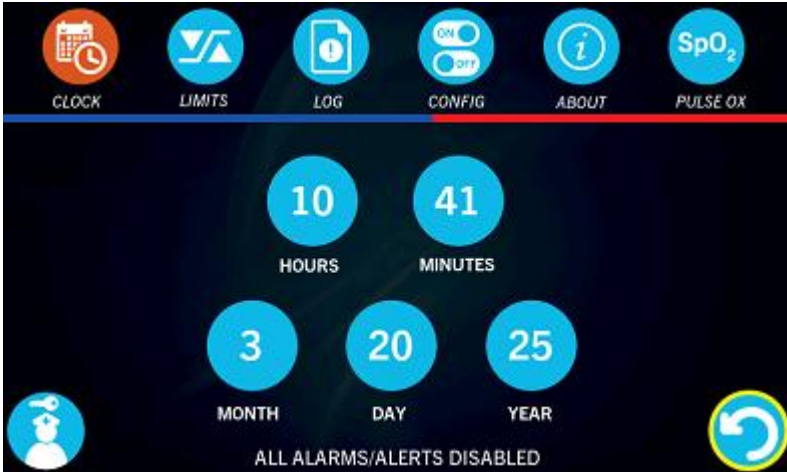 ON
OFF
SpO₂
CLOCK LIMITS LOG CONFIG ABOUT PULSE OX
10 41
HOURS MINUTES
3 20 25
MONTH DAY YEAR
ALL ALARMS/ALERTS DISABLED